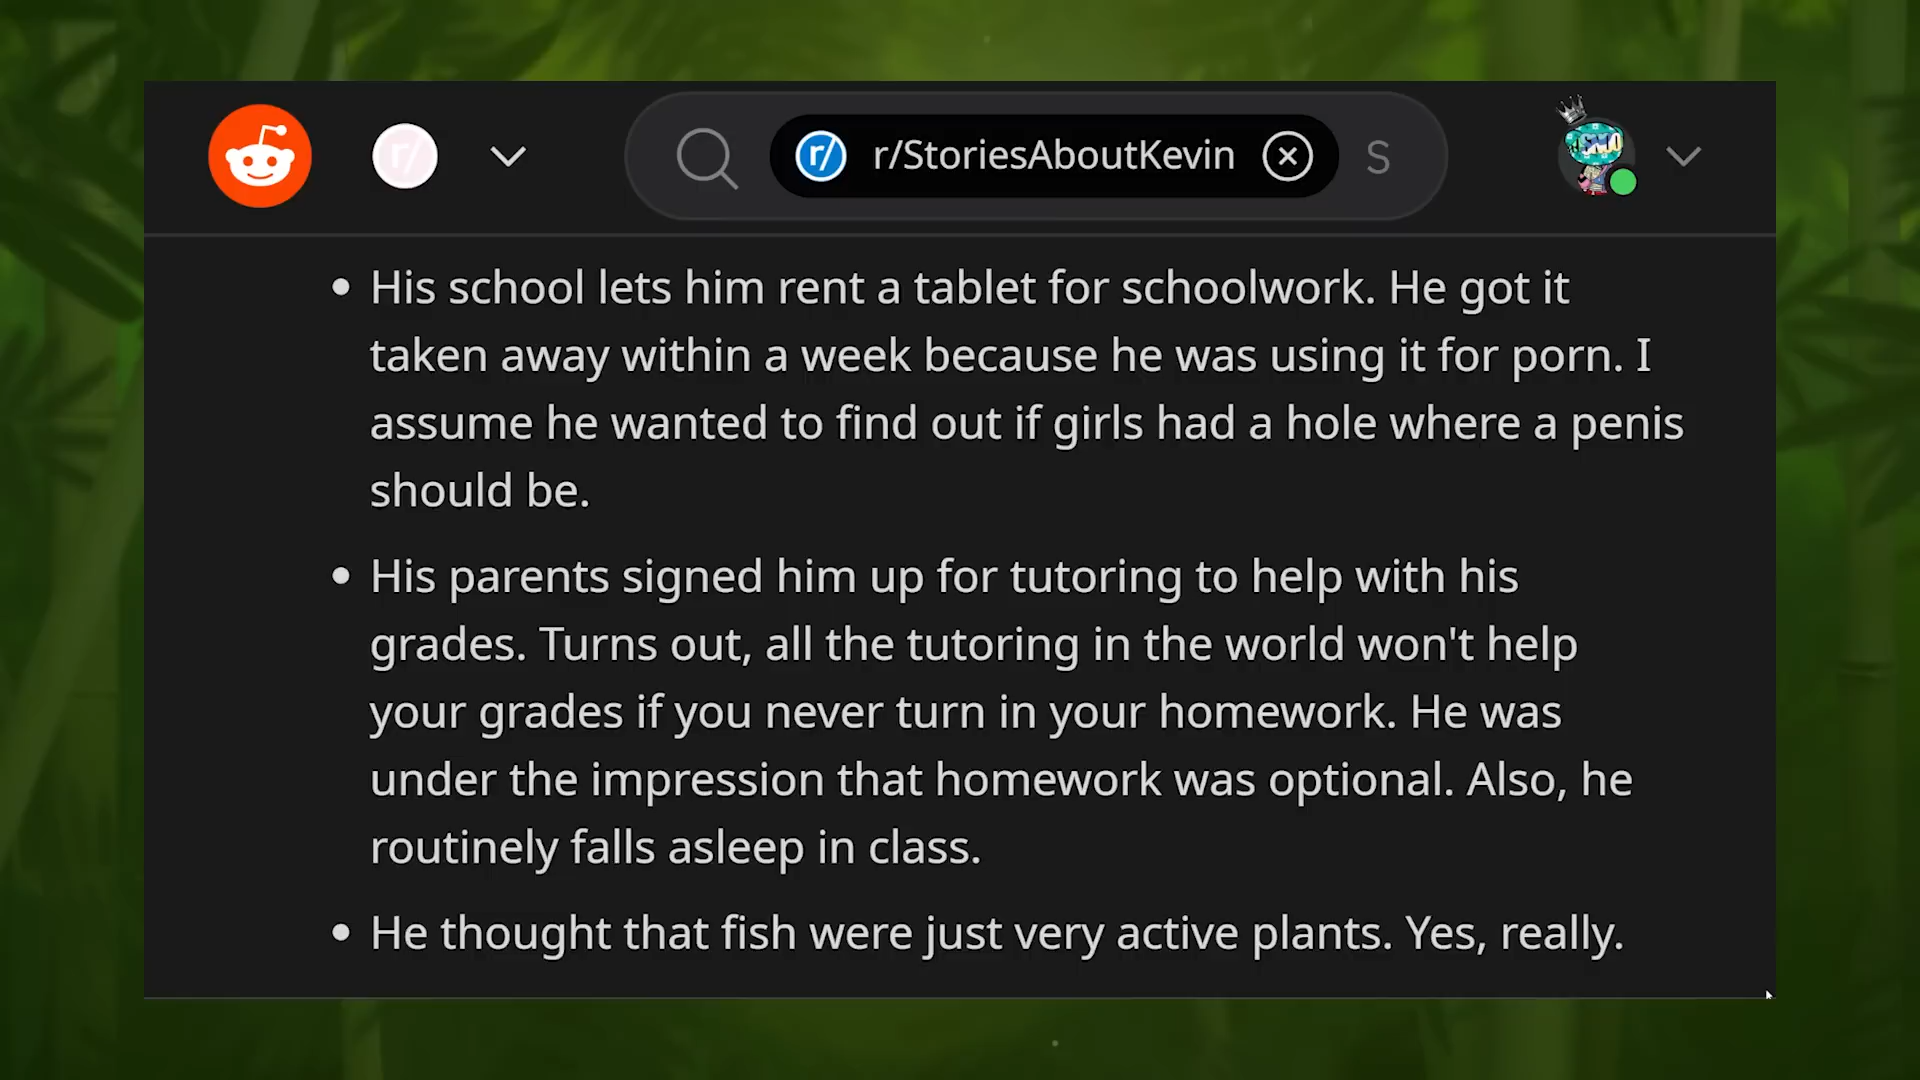 r/ r/ r/StoriesAboutKevin S
• His school lets him rent a tablet for schoolwork. He got it
taken away within a week because he was using it for porn. I
assume he wanted to find out if girls had a hole where a penis
should be.
• His parents signed him up for tutoring to help with his
grades. Turns out, all the tutoring in the world won't help
your grades if you never turn in your homework. He was
under the impression that homework was optional. Also, he
routinely falls asleep in class.
• He thought that fish were just very active plants. Yes, really.